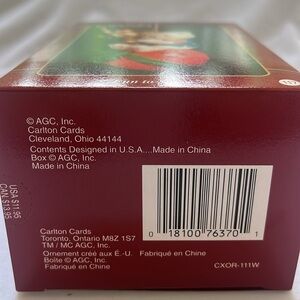 © AGC, Inc.
Carlton Cards
Cleveland, Ohio 44144
Contents Designed in U.S.A....Made in China
Box © AGC, Inc.
Made in China
USA $11.95
CAN $13.95
0 18100 76370 1
Carlton Cards
Toronto, Ontario M8Z 1S7
TM / MC AGC, Inc.
Ornement créé aux É.-U. Fabriqué en Chine
Boîte © AGC, Inc.
Fabriqué en Chine
CXOR-111W